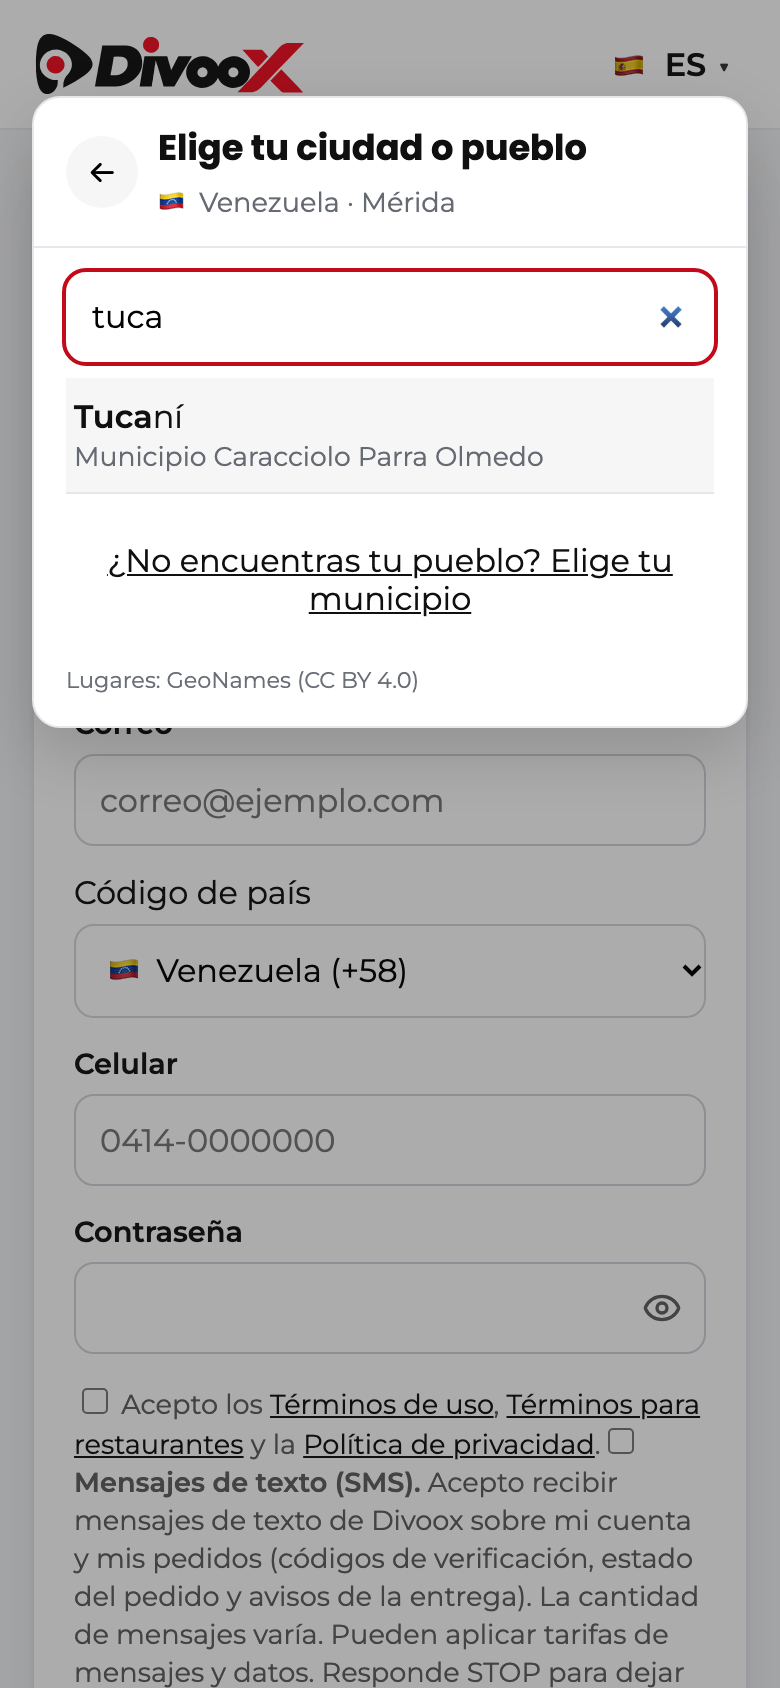 DivooX
ES
Elige tu ciudad o pueblo
Venezuela · Mérida
tuca
Tucaní
Municipio Caracciolo Parra Olmedo
¿No encuentras tu pueblo? Elige tu
municipio
Lugares: GeoNames (CC BY 4.0)
Correo
correo@ejemplo.com
Código de país
Venezuela (+58)
Celular
0414-0000000
Contraseña
Acepto los Términos de uso, Términos para
restaurantes y la Política de privacidad.
Mensajes de texto (SMS). Acepto recibir
mensajes de texto de Divoox sobre mi cuenta
y mis pedidos (códigos de verificación, estado
del pedido y avisos de la entrega). La cantidad
de mensajes varía. Pueden aplicar tarifas de
mensajes y datos. Responde STOP para dejar